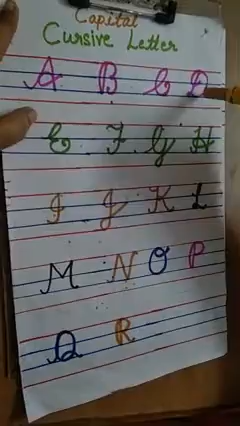 Capital
Cursive Letter
A B C D
E F G H
I J K L
M N O P
Q R